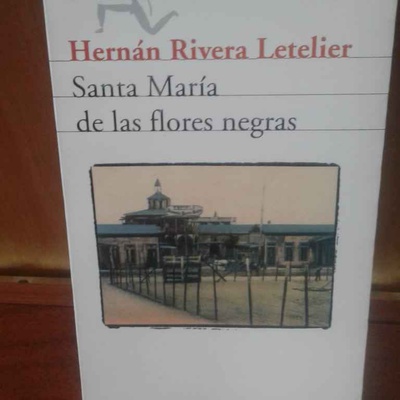 Hernán Rivera Letelier
Santa María
de las flores negras